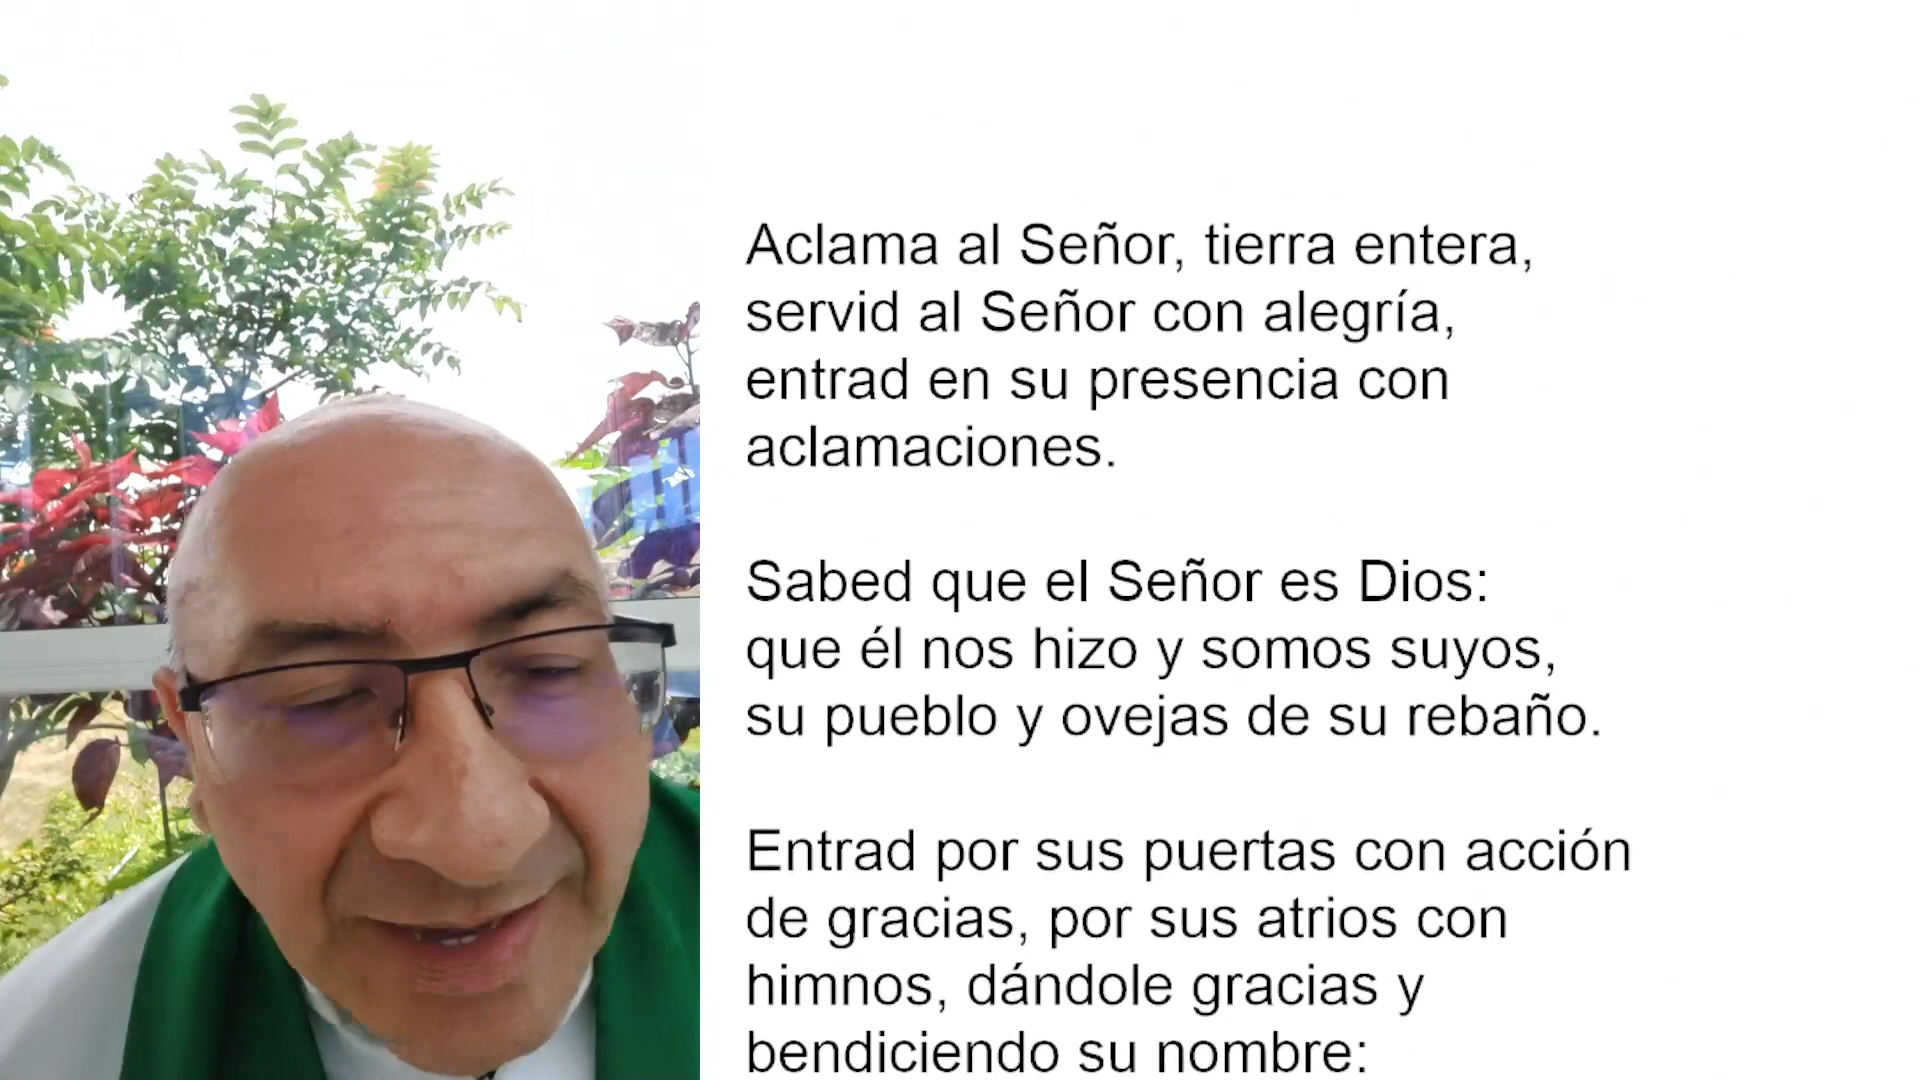 Aclama al Señor, tierra entera,
servid al Señor con alegría,
entrad en su presencia con
aclamaciones.
Sabed que el Señor es Dios:
que él nos hizo y somos suyos,
su pueblo y ovejas de su rebaño.
Entrad por sus puertas con acción
de gracias, por sus atrios con
himnos, dándole gracias y
bendiciendo su nombre: